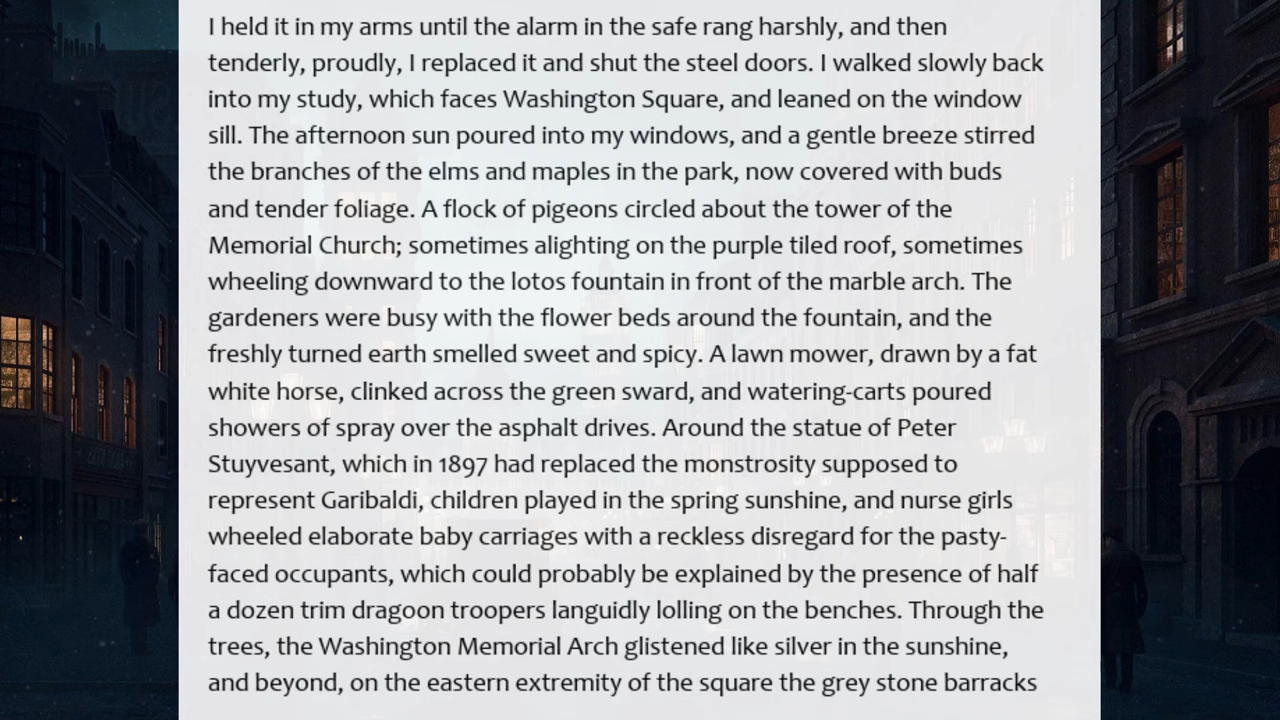 I held it in my arms until the alarm in the safe rang harshly, and then
tenderly, proudly, I replaced it and shut the steel doors. I walked slowly back
into my study, which faces Washington Square, and leaned on the window
sill. The afternoon sun poured into my windows, and a gentle breeze stirred
the branches of the elms and maples in the park, now covered with buds
and tender foliage. A flock of pigeons circled about the tower of the
Memorial Church; sometimes alighting on the purple tiled roof, sometimes
wheeling downward to the lotos fountain in front of the marble arch. The
gardeners were busy with the flower beds around the fountain, and the
freshly turned earth smelled sweet and spicy. A lawn mower, drawn by a fat
white horse, clinked across the green sward, and watering-carts poured
showers of spray over the asphalt drives. Around the statue of Peter
Stuyvesant, which in 1897 had replaced the monstrosity supposed to
represent Garibaldi, children played in the spring sunshine, and nurse girls
wheeled elaborate baby carriages with a reckless disregard for the pasty-
faced occupants, which could probably be explained by the presence of half
a dozen trim dragoon troopers languidly lolling on the benches. Through the
trees, the Washington Memorial Arch glistened like silver in the sunshine,
and beyond, on the eastern extremity of the square the grey stone barracks